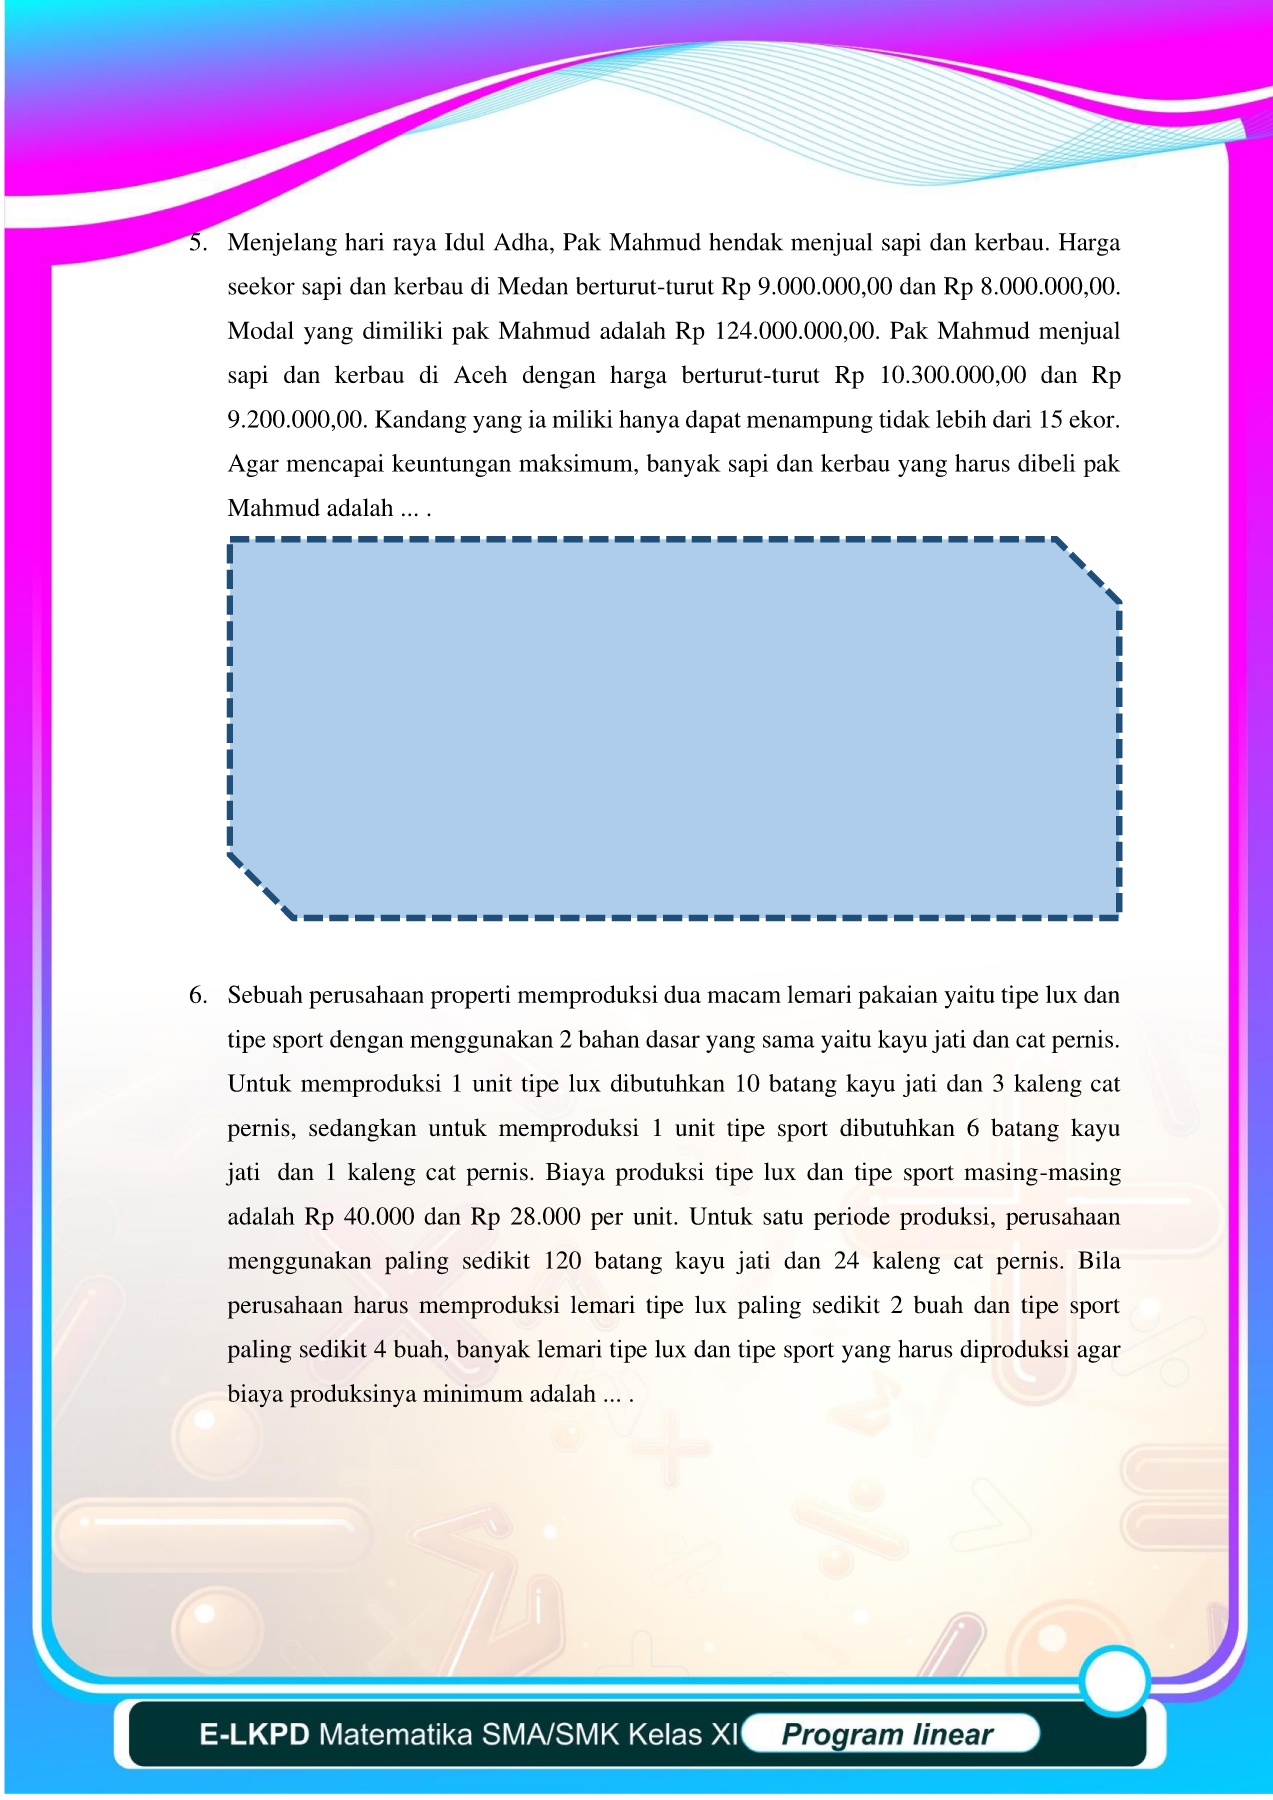 5. Menjelang hari raya Idul Adha, Pak Mahmud hendak menjual sapi dan kerbau. Harga
seekor sapi dan kerbau di Medan berturut-turut Rp 9.000.000,00 dan Rp 8.000.000,00.
Modal yang dimiliki pak Mahmud adalah Rp 124.000.000,00. Pak Mahmud menjual
sapi dan kerbau di Aceh dengan harga berturut-turut Rp 10.300.000,00 dan Rp
9.200.000,00. Kandang yang ia miliki hanya dapat menampung tidak lebih dari 15 ekor.
Agar mencapai keuntungan maksimum, banyak sapi dan kerbau yang harus dibeli pak
Mahmud adalah ... .
6. Sebuah perusahaan properti memproduksi dua macam lemari pakaian yaitu tipe lux dan
tipe sport dengan menggunakan 2 bahan dasar yang sama yaitu kayu jati dan cat pernis.
Untuk memproduksi 1 unit tipe lux dibutuhkan 10 batang kayu jati dan 3 kaleng cat
pernis, sedangkan untuk memproduksi 1 unit tipe sport dibutuhkan 6 batang kayu
jati dan 1 kaleng cat pernis. Biaya produksi tipe lux dan tipe sport masing-masing
adalah Rp 40.000 dan Rp 28.000 per unit. Untuk satu periode produksi, perusahaan
menggunakan paling sedikit 120 batang kayu jati dan 24 kaleng cat pernis. Bila
perusahaan harus memproduksi lemari tipe lux paling sedikit 2 buah dan tipe sport
paling sedikit 4 buah, banyak lemari tipe lux dan tipe sport yang harus diproduksi agar
biaya produksinya minimum adalah ... .
E-LKPD Matematika SMA/SMK Kelas XI Program linear